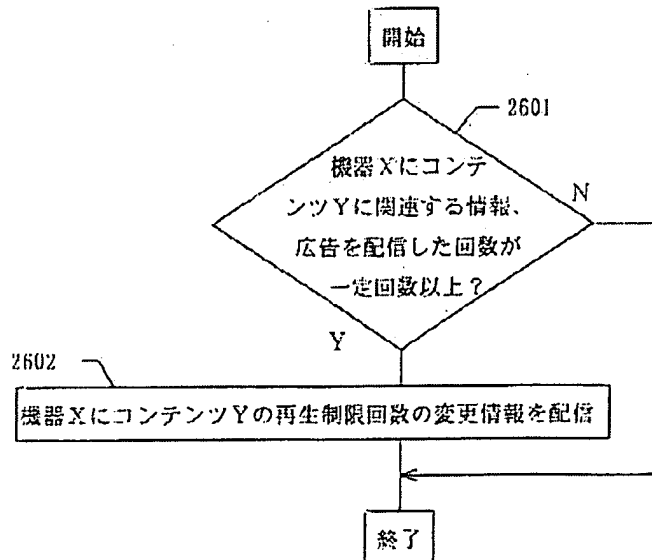 開始
2601
機器Xにコンテ
ンツYに関連する情報、
広告を配信した回数が
一定回数以上？
N
Y
2602
機器XにコンテンツYの再生制限回数の変更情報を配信
終了